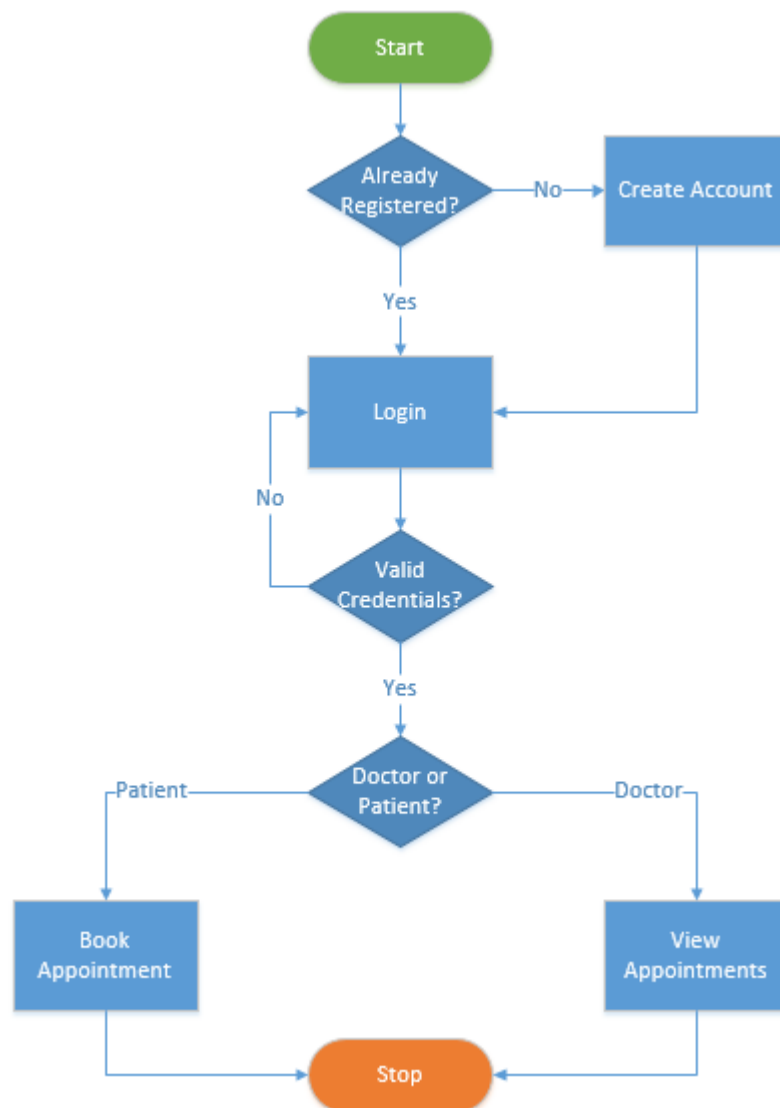 Start
Already
Registered?
No
Create Account
Yes
Login
No
Valid
Credentials?
Yes
Doctor or
Patient?
Patient
Doctor
Book
Appointment
View
Appointments
Stop